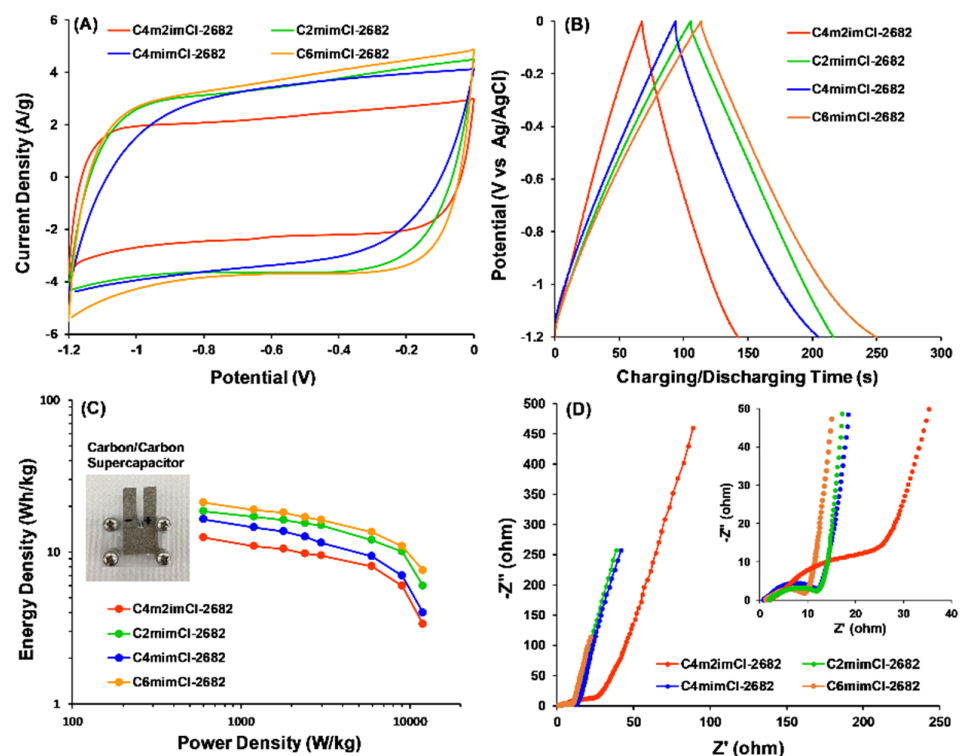 (A)
C4m2imCl-2682
C2mimCl-2682
C4mimCl-2682
C6mimCl-2682
Current Density (A/g)
6
4
2
0
-2
-4
-6
-1.2
-1
-0.8
-0.6
-0.4
-0.2
0
Potential (V)
(B)
C4m2imCl-2682
C2mimCl-2682
C4mimCl-2682
C6mimCl-2682
Potential (V vs Ag/AgCl)
0
-0.2
-0.4
-0.6
-0.8
-1.0
-1.2
0
50
100
150
200
250
300
Charging/Discharging Time (s)
(C)
Carbon/Carbon
Supercapacitor
- +
C4m2imCl-2682
C2mimCl-2682
C4mimCl-2682
C6mimCl-2682
Energy Density (Wh/kg)
100
10
1
100
1000
10000
Power Density (W/kg)
(D)
-Z" (ohm)
500
450
400
350
300
250
200
150
100
50
0
0
50
100
150
200
250
Z' (ohm)
C4m2imCl-2682
C2mimCl-2682
C4mimCl-2682
C6mimCl-2682
-Z" (ohm)
50
40
30
20
10
0
0
10
20
30
40
Z' (ohm)